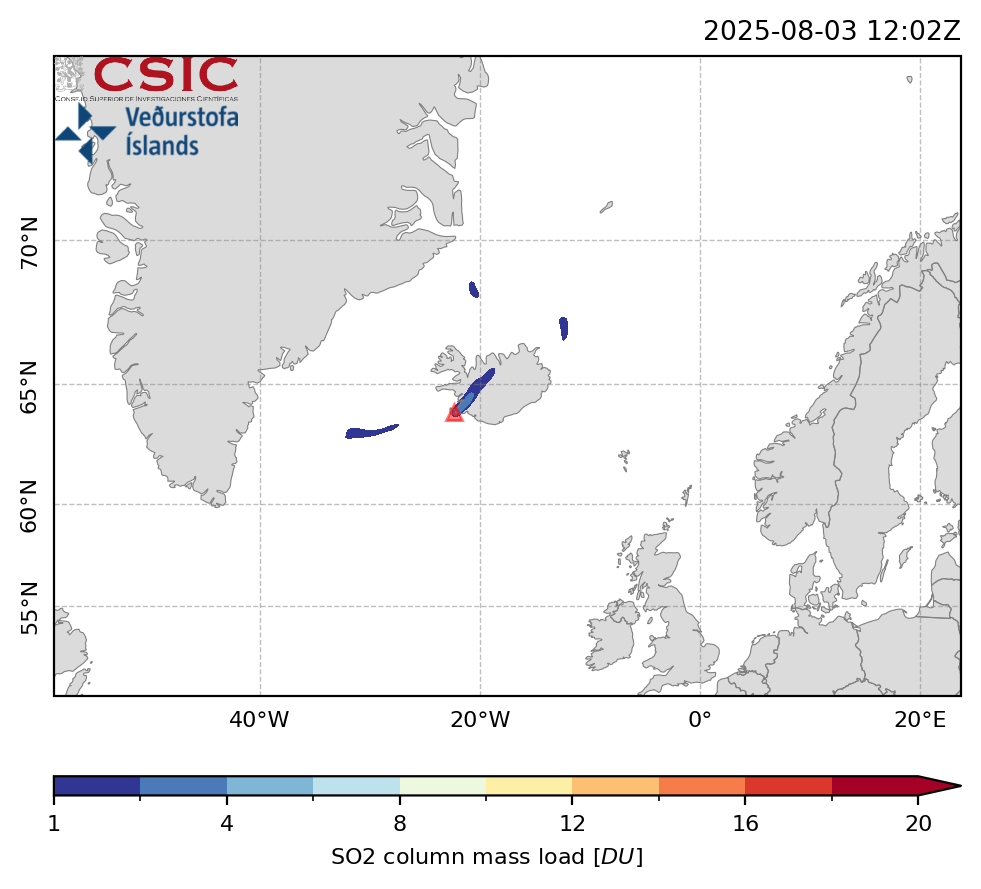 2025-08-03 12:02Z
CSIC
CONSEJO SUPERIOR DE INVESTIGACIONES CIENTÍFICAS
Veðurstofa
Íslands
70°N
65°N
60°N
55°N
40°W 20°W 0° 20°E
1 4 8 12 16 20
SO2 column mass load [DU]